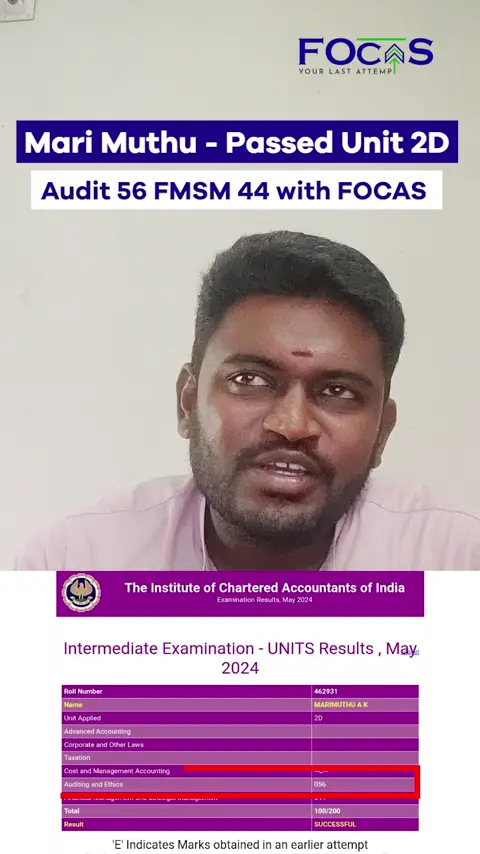 FOCAS
YOUR LAST ATTEMPT
Mari Muthu - Passed Unit 2D
Audit 56 FMSM 44 with FOCAS
The Institute of Chartered Accountants of India
Examination Results, May 2024
Intermediate Examination - UNITS Results , May
2024
Roll Number 462931
Name MARIMUTHU A K
Unit Applied 2D
Advanced Accounting
Corporate and Other Laws
Taxation
Cost and Management Accounting
Auditing and Ethics 056
Total 100/200
Result SUCCESSFUL
'E' Indicates Marks obtained in an earlier attempt